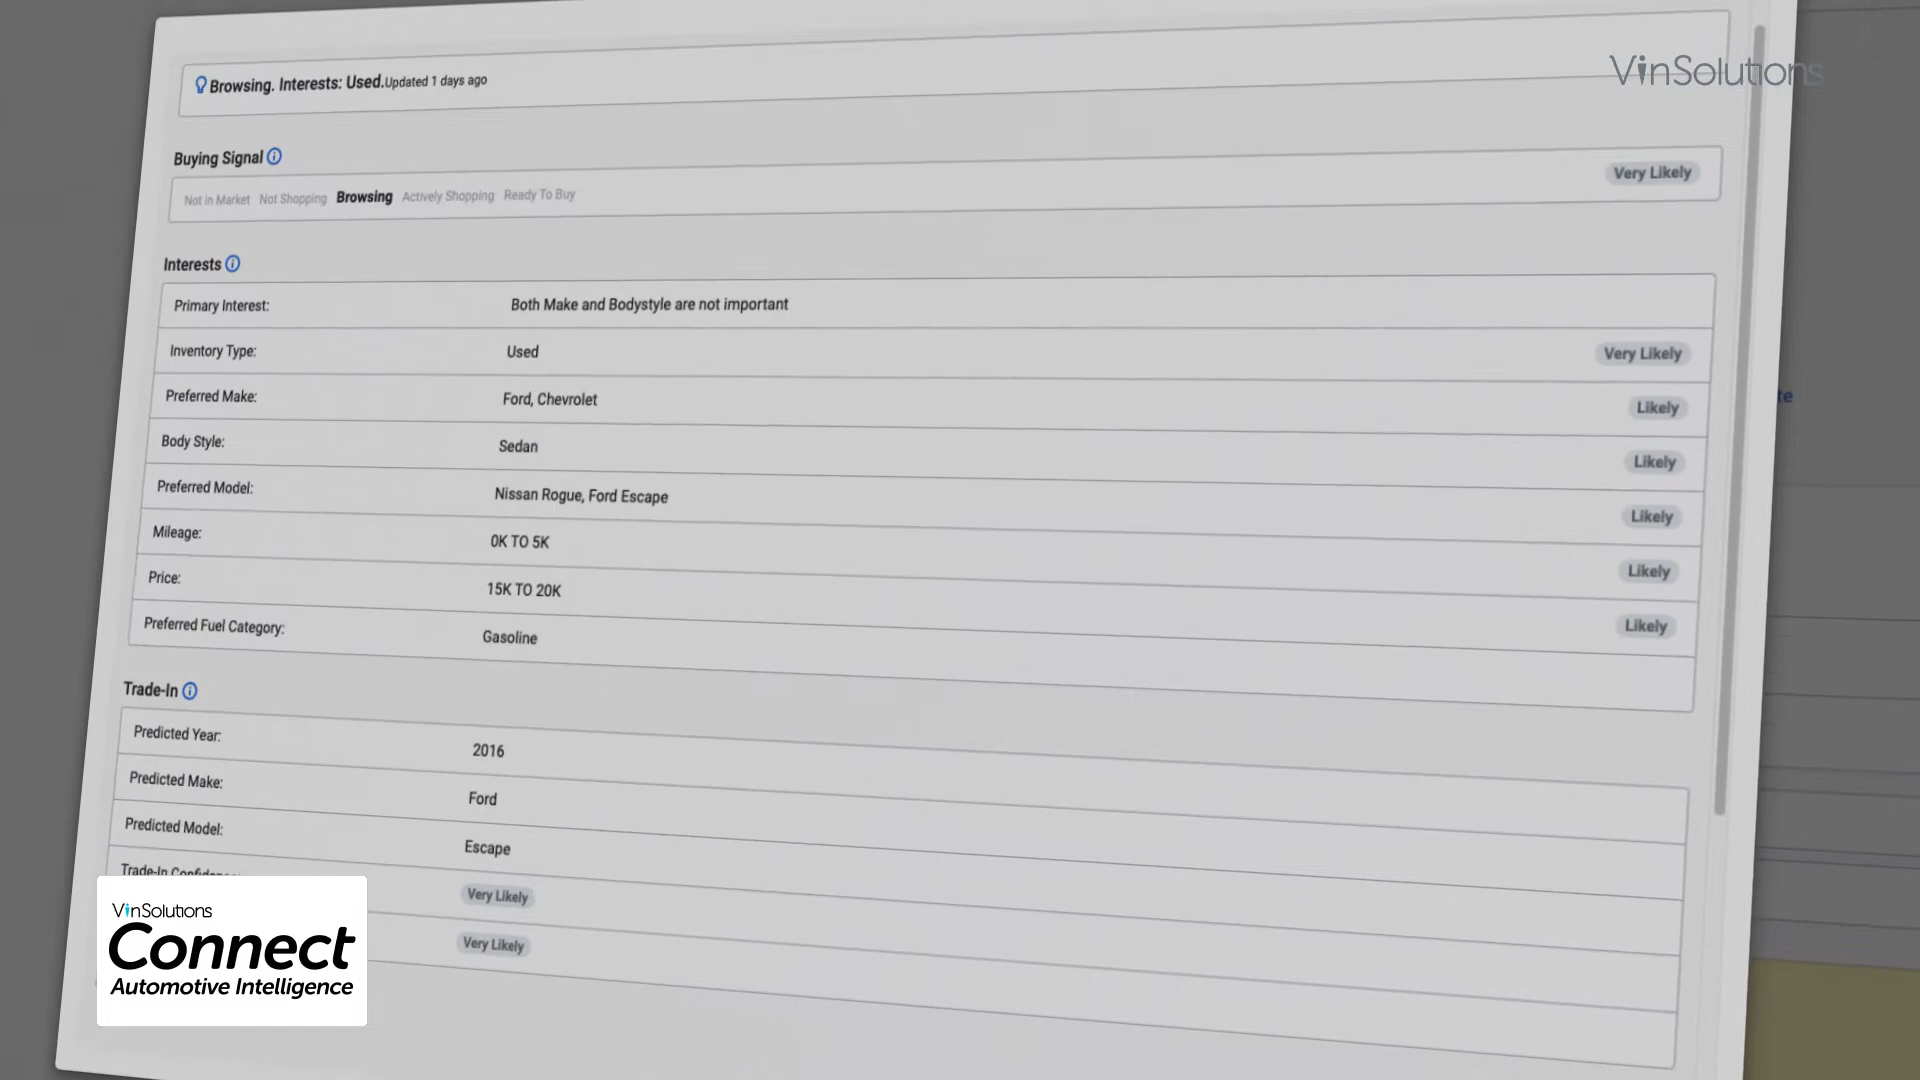 VinSolutions
Browsing. Interests: Used. Updated 1 days ago
Buying Signal
Not in Market Not Shopping Browsing Actively Shopping Ready To Buy Very Likely
Interests
Primary Interest: Both Make and Bodystyle are not important
Inventory Type: Used Very Likely
Preferred Make: Ford, Chevrolet Likely
Body Style: Sedan Likely
Preferred Model: Nissan Rogue, Ford Escape Likely
Mileage: 0K TO 5K Likely
Price: 15K TO 20K Likely
Preferred Fuel Category: Gasoline
Trade-In
Predicted Year: 2016
Predicted Make: Ford
Predicted Model: Escape
Trade-In Very Likely
Very Likely
VinSolutions
Connect
Automotive Intelligence